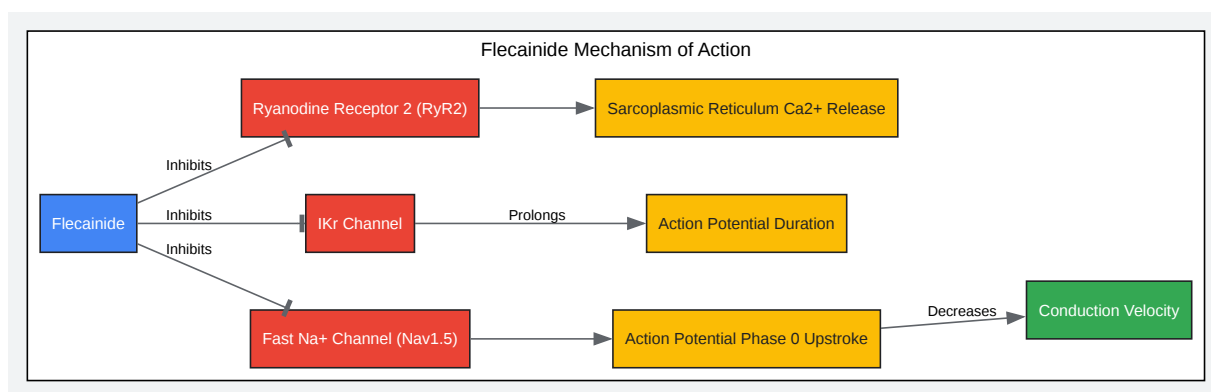 Flecainide Mechanism of Action
Ryanodine Receptor 2 (RyR2)
Sarcoplasmic Reticulum Ca2+ Release
Inhibits
Flecainide
Inhibits
IKr Channel
Prolongs
Action Potential Duration
Inhibits
Fast Na+ Channel (Nav1.5)
Action Potential Phase 0 Upstroke
Decreases
Conduction Velocity